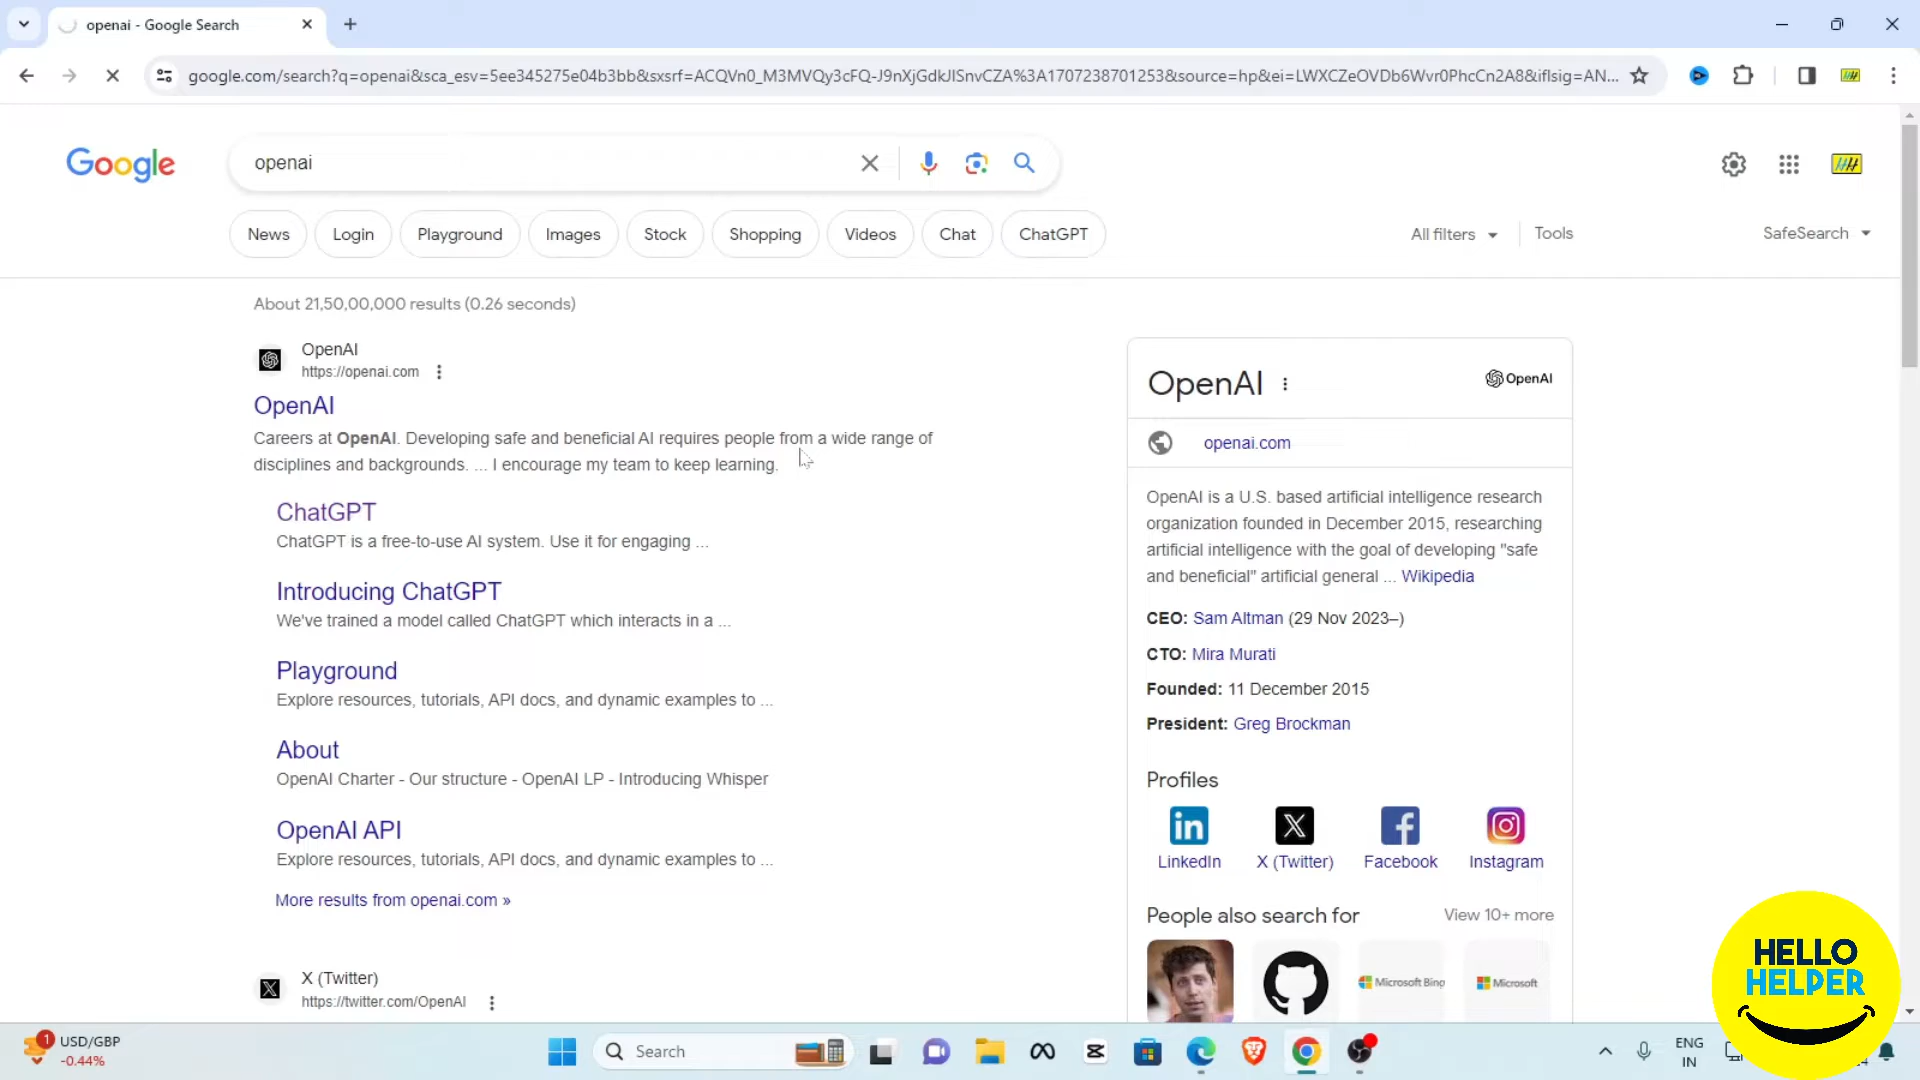 openai - Google Search
google.com/search?q=openai&sca_esv=5ee345275e04b3bb&sxsrf=ACQVn0_M3MVQy3cFQ-J9nXjGdkJISnvCZA%3A1707238701253&source=hp&ei=LWXCZeOVDb6Wvr0PhcCn2A8&iflsig=AN...
Google
openai
News
Login
Playground
Images
Stock
Shopping
Videos
Chat
ChatGPT
All filters
Tools
SafeSearch
About 21,50,00,000 results (0.26 seconds)
OpenAI
https://openai.com
OpenAI
Careers at OpenAI. Developing safe and beneficial AI requires people from a wide range of
disciplines and backgrounds. ... I encourage my team to keep learning.
ChatGPT
ChatGPT is a free-to-use AI system. Use it for engaging ...
Introducing ChatGPT
We've trained a model called ChatGPT which interacts in a ...
Playground
Explore resources, tutorials, API docs, and dynamic examples to ...
About
OpenAI Charter - Our structure - OpenAI LP - Introducing Whisper
OpenAI API
Explore resources, tutorials, API docs, and dynamic examples to ...
More results from openai.com »
X (Twitter)
https://twitter.com/OpenAI
OpenAI
OpenAI
openai.com
OpenAI is a U.S. based artificial intelligence research
organization founded in December 2015, researching
artificial intelligence with the goal of developing "safe
and beneficial" artificial general ... Wikipedia
CEO: Sam Altman (29 Nov 2023–)
CTO: Mira Murati
Founded: 11 December 2015
President: Greg Brockman
Profiles
LinkedIn
X (Twitter)
Facebook
Instagram
People also search for
View 10+ more
Microsoft Bing
Microsoft
HELLO
HELPER
1
USD/GBP
-0.44%
Search
ENG
IN